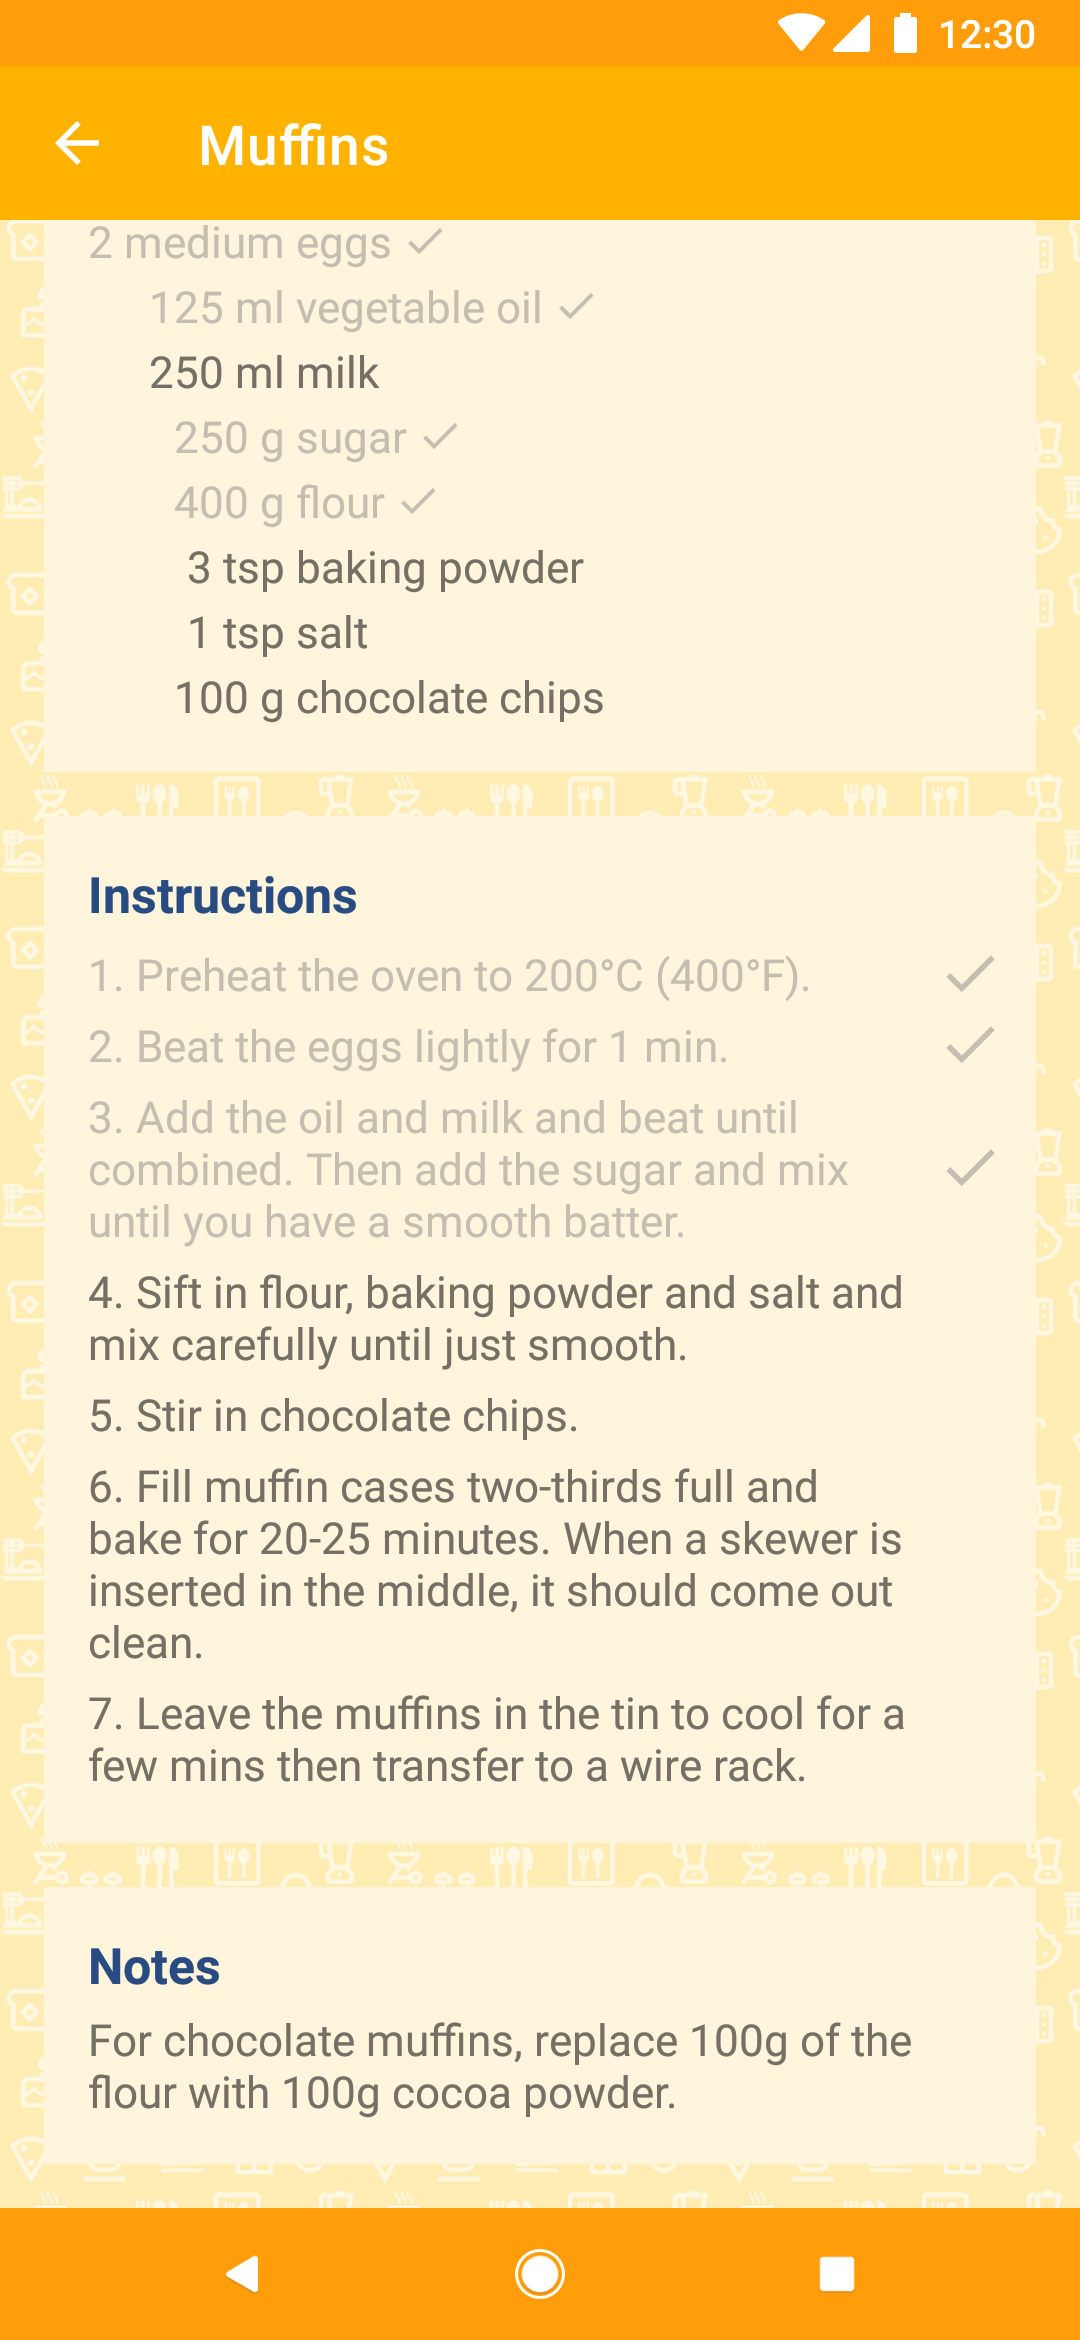 12:30
Muffins
2 medium eggs
125 ml vegetable oil
250 ml milk
250 g sugar
400 g flour
3 tsp baking powder
1 tsp salt
100 g chocolate chips
Instructions
1. Preheat the oven to 200°C (400°F).
2. Beat the eggs lightly for 1 min.
3. Add the oil and milk and beat until
combined. Then add the sugar and mix
until you have a smooth batter.
4. Sift in flour, baking powder and salt and
mix carefully until just smooth.
5. Stir in chocolate chips.
6. Fill muffin cases two-thirds full and
bake for 20-25 minutes. When a skewer is
inserted in the middle, it should come out
clean.
7. Leave the muffins in the tin to cool for a
few mins then transfer to a wire rack.
Notes
For chocolate muffins, replace 100g of the
flour with 100g cocoa powder.